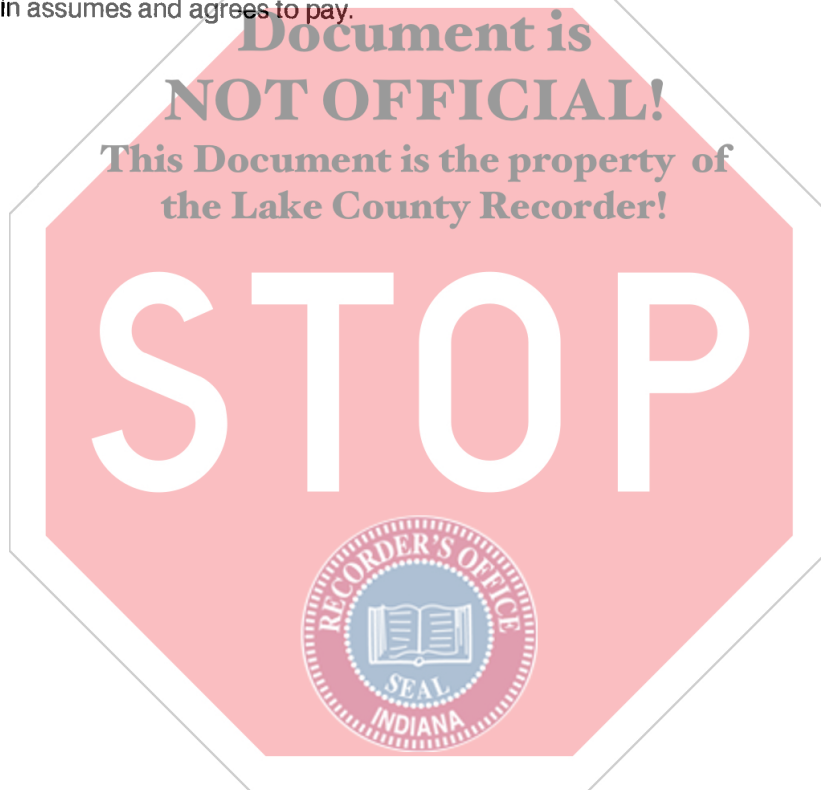 in assumes and agrees to pay.
Document is
NOT OFFICIAL!
This Document is the property of
the Lake County Recorder!
STOP
RECORDER'S OFFICE
SEAL
INDIANA